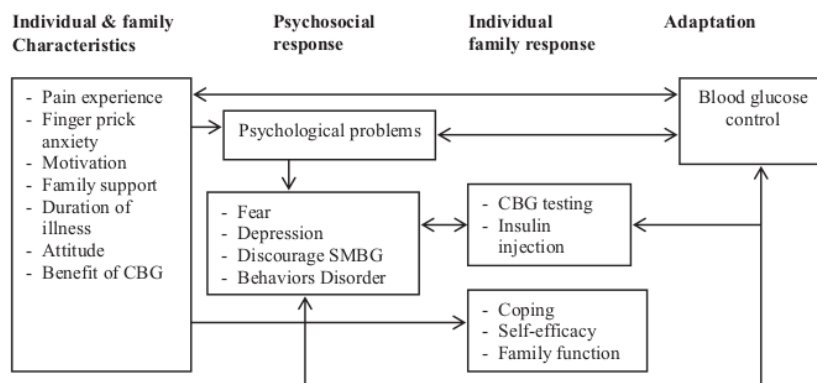 Individual & family
Characteristics
Psychosocial
response
Individual
family response
Adaptation
- Pain experience
- Finger prick
anxiety
- Motivation
- Family support
- Duration of
illness
- Attitude
- Benefit of CBG
Psychological problems
- Fear
- Depression
- Discourage SMBG
- Behaviors Disorder
- CBG testing
- Insulin
injection
- Coping
- Self-efficacy
- Family function
Blood glucose
control